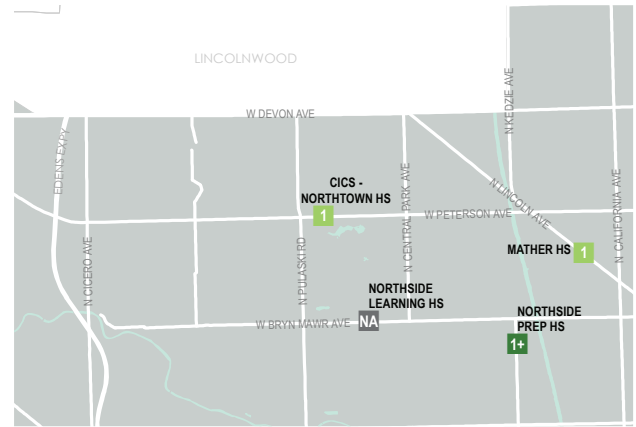 LINCOLNWOOD
W DEVON AVE
N KEDZIE AVE
EDENS EXPY
CICS -
NORTHTOWN HS
1
N CENTRAL PARK AVE
N LINCOLN AVE
W PETERSON AVE
N CALIFORNIA AVE
N CICERO AVE
N PULASKI RD
MATHER HS
1
NORTHSIDE
LEARNING HS
W BRYN MAWR AVE
NA
NORTHSIDE
PREP HS
1+